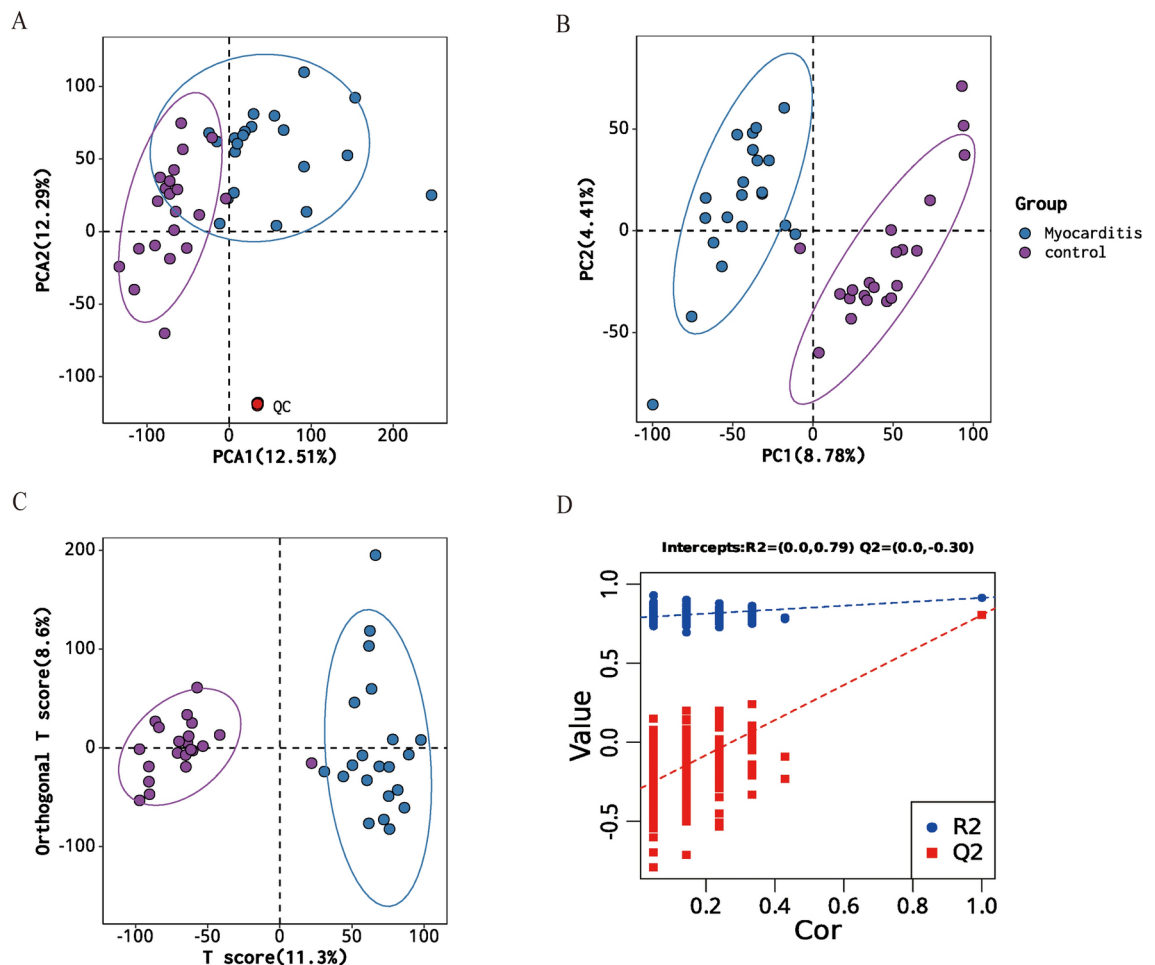 A
PCA2(12.29%)
100
50
0
-50
-100
QC
-100
0
100
200
PCA1(12.51%)
B
PC2(4.41%)
50
0
-50
-100
-50
0
50
100
PC1(8.78%)
Group
Myocarditis
control
C
Orthogonal T score(8.6%)
200
100
0
-100
-100
-50
0
50
100
T score(11.3%)
D
Intercepts:R2=(0.0,0.79) Q2=(0.0,-0.30)
Value
1.0
0.5
0.0
-0.5
R2
Q2
0.2
0.4
0.6
0.8
1.0
Cor